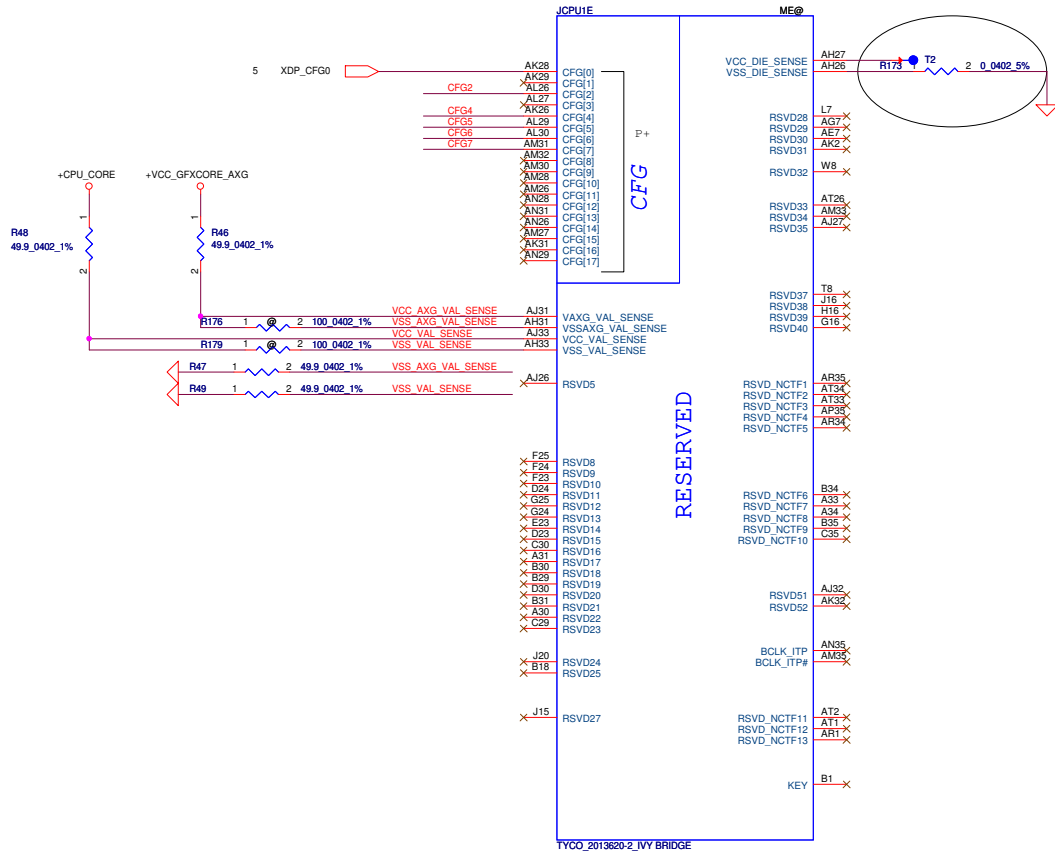 JCPU1E ME@
5 XDP_CFG0
AK28 CFG[0]
AK29 CFG[1]
CFG2 AL26 CFG[2]
AL27 CFG[3]
CFG4 AK26 CFG[4]
CFG5 AL29 CFG[5]
CFG6 AL30 CFG[6]
CFG7 AM31 CFG[7]
AM32 CFG[8]
AM30 CFG[9]
AM28 CFG[10]
AM26 CFG[11]
AN28 CFG[12]
AN31 CFG[13]
AN26 CFG[14]
AM27 CFG[15]
AK31 CFG[16]
AN29 CFG[17]
P+
CFG
VCC_DIE_SENSE AH27
VSS_DIE_SENSE AH26
T2
R173 2 0_0402_5%
RSVD28 L7
RSVD29 AG7
RSVD30 AE7
RSVD31 AK2
RSVD32 W8
RSVD33 AT26
RSVD34 AM33
RSVD35 AJ27
RSVD37 T8
RSVD38 J16
RSVD39 H16
RSVD40 G16
+CPU_CORE +VCC_GFXCORE_AXG
1 1
R48 R46
49.9_0402_1% 49.9_0402_1%
2 2
VCC_AXG_VAL_SENSE AJ31 VAXG_VAL_SENSE
R176 1 @ 2 100_0402_1% VSS_AXG_VAL_SENSE AH31 VSSAXG_VAL_SENSE
VCC_VAL_SENSE AJ33 VCC_VAL_SENSE
R179 1 @ 2 100_0402_1% VSS_VAL_SENSE AH33 VSS_VAL_SENSE
R47 1 2 49.9_0402_1% VSS_AXG_VAL_SENSE
R49 1 2 49.9_0402_1% VSS_VAL_SENSE
AJ26 RSVD5
RESERVED
RSVD_NCTF1 AR35
RSVD_NCTF2 AT34
RSVD_NCTF3 AT33
RSVD_NCTF4 AP35
RSVD_NCTF5 AR34
F25 RSVD8
F24 RSVD9
F23 RSVD10
D24 RSVD11
G25 RSVD12
G24 RSVD13
E23 RSVD14
D23 RSVD15
C30 RSVD16
A31 RSVD17
B30 RSVD18
B29 RSVD19
D30 RSVD20
B31 RSVD21
A30 RSVD22
C29 RSVD23
J20 RSVD24
B18 RSVD25
J15 RSVD27
RSVD_NCTF6 B34
RSVD_NCTF7 A33
RSVD_NCTF8 A34
RSVD_NCTF9 B35
RSVD_NCTF10 C35
RSVD51 AJ32
RSVD52 AK32
BCLK_ITP AN35
BCLK_ITP# AM35
RSVD_NCTF11 AT2
RSVD_NCTF12 AT1
RSVD_NCTF13 AR1
KEY B1
TYCO_2013620-2_IVY BRIDGE